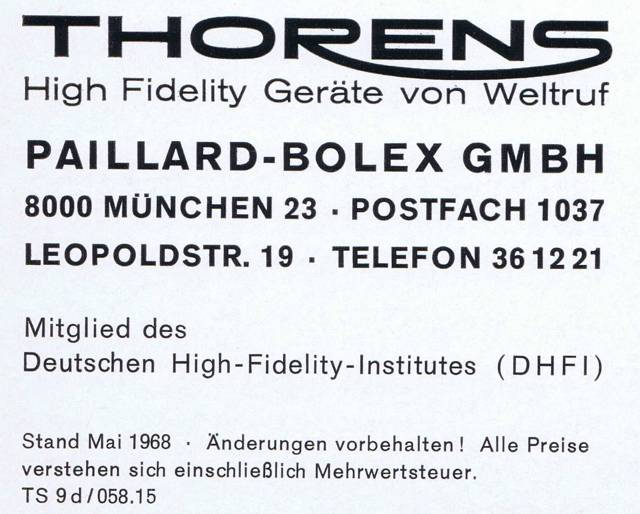 THORENS
High Fidelity Geräte von Weltruf
PAILLARD-BOLEX GMBH
8000 MÜNCHEN 23 · POSTFACH 1037
LEOPOLDSTR. 19 · TELEFON 36 12 21
Mitglied des
Deutschen High-Fidelity-Institutes (DHFI)
Stand Mai 1968 · Änderungen vorbehalten! Alle Preise
verstehen sich einschließlich Mehrwertsteuer.
TS 9 d/058.15